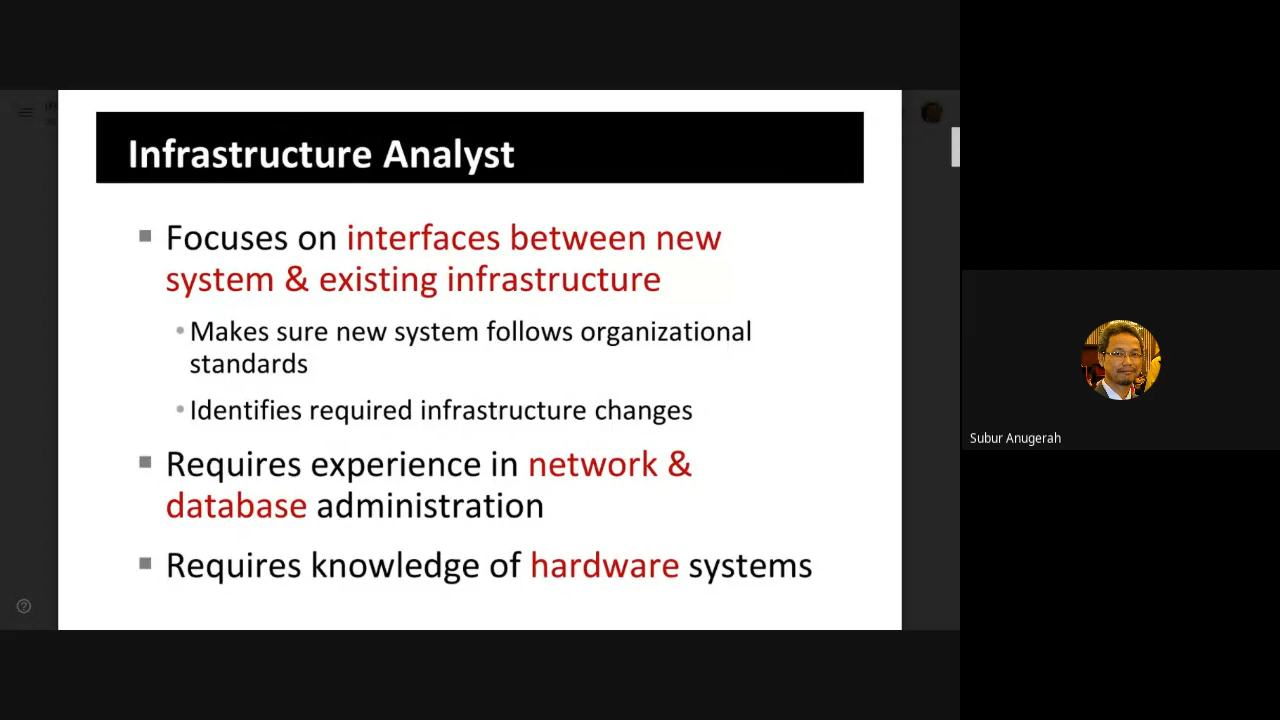 Infrastructure Analyst
Focuses on interfaces between new
system & existing infrastructure
Makes sure new system follows organizational
standards
Identifies required infrastructure changes
Requires experience in network &
database administration
Requires knowledge of hardware systems
Subur Anugerah